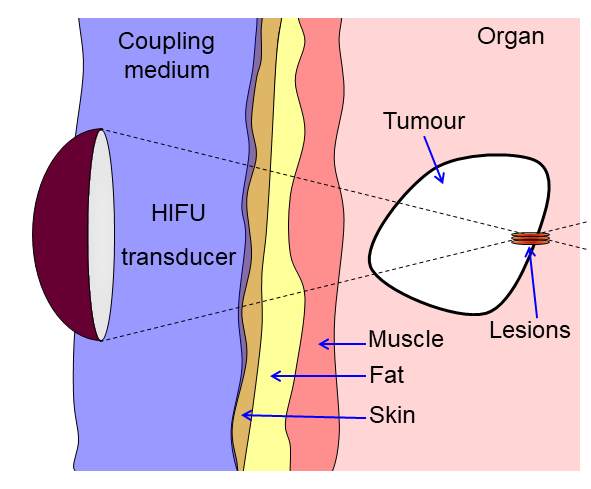 Coupling
medium
Organ
Tumour
HIFU
transducer
Lesions
Muscle
Fat
Skin